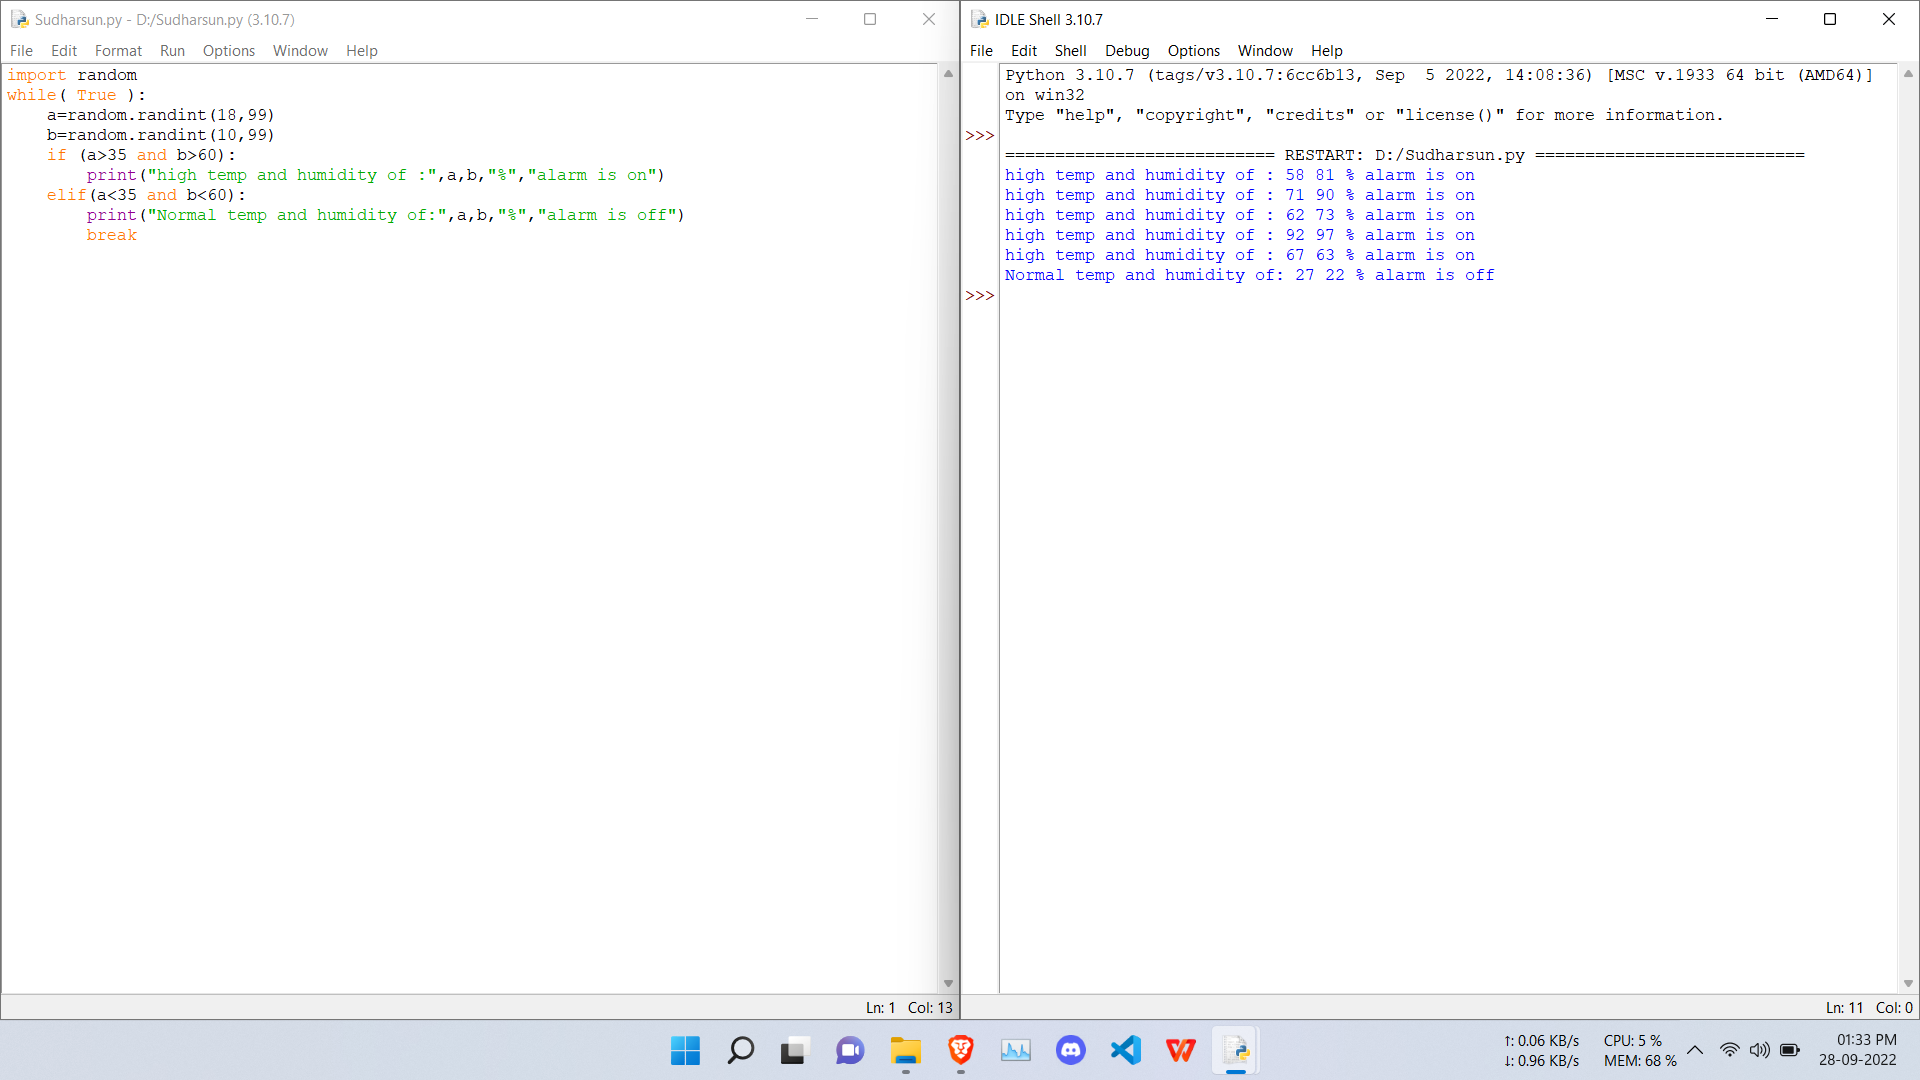 Sudharsun.py - D:/Sudharsun.py (3.10.7)
File Edit Format Run Options Window Help
import random
while( True ):
    a=random.randint(18,99)
    b=random.randint(10,99)
    if (a>35 and b>60):
        print("high temp and humidity of :",a,b,"%","alarm is on")
    elif(a<35 and b<60):
        print("Normal temp and humidity of:",a,b,"%","alarm is off")
        break
Ln: 1 Col: 13
IDLE Shell 3.10.7
File Edit Shell Debug Options Window Help
Python 3.10.7 (tags/v3.10.7:6cc6b13, Sep  5 2022, 14:08:36) [MSC v.1933 64 bit (AMD64)]
on win32
Type "help", "copyright", "credits" or "license()" for more information.
>>>
=========================== RESTART: D:/Sudharsun.py ===========================
high temp and humidity of : 58 81 % alarm is on
high temp and humidity of : 71 90 % alarm is on
high temp and humidity of : 62 73 % alarm is on
high temp and humidity of : 92 97 % alarm is on
high temp and humidity of : 67 63 % alarm is on
Normal temp and humidity of: 27 22 % alarm is off
>>>
Ln: 11 Col: 0
↑: 0.06 KB/s CPU: 5 %
↓: 0.96 KB/s MEM: 68 %
01:33 PM
28-09-2022